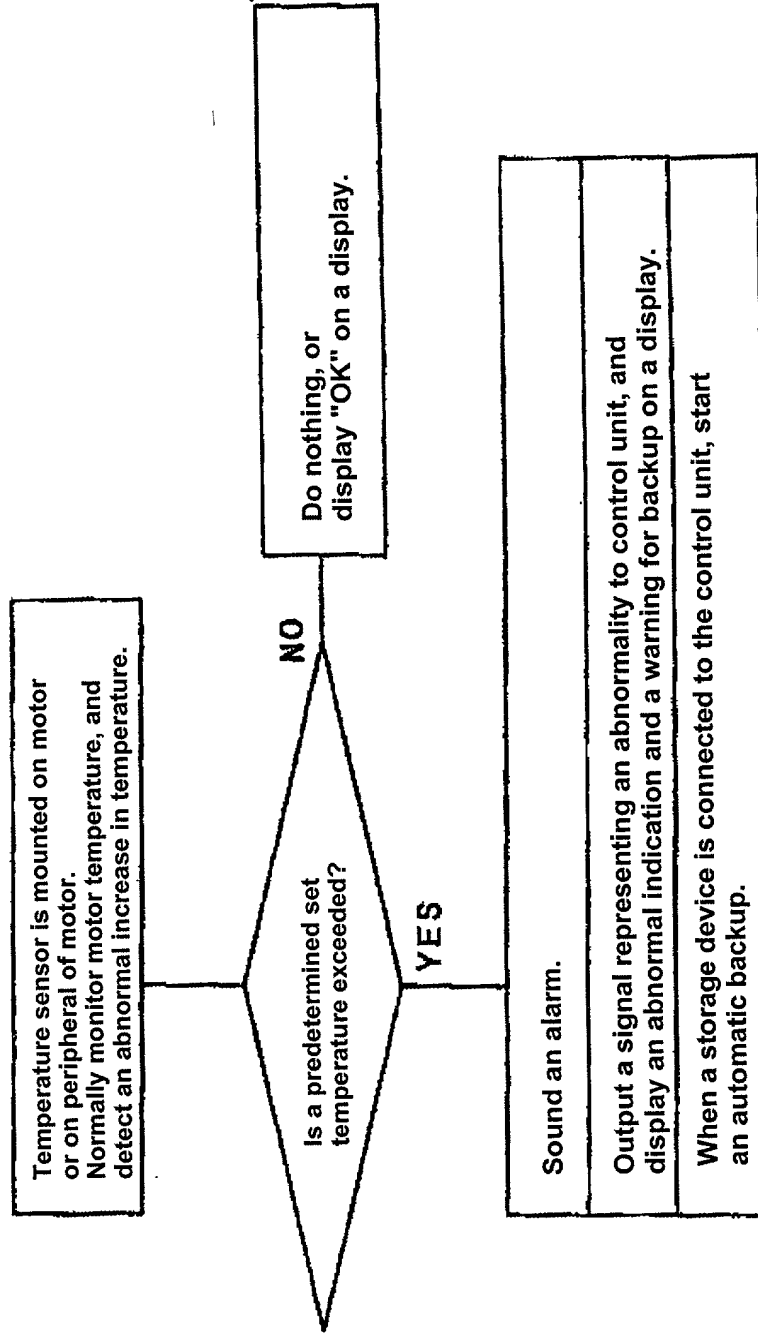 Temperature sensor is mounted on motor
or on peripheral of motor.
Normally monitor motor temperature, and
detect an abnormal increase in temperature.
Is a predetermined set
temperature exceeded?
NO
Do nothing, or
display "OK" on a display.
YES
Sound an alarm.
Output a signal representing an abnormality to control unit, and
display an abnormal indication and a warning for backup on a display.
When a storage device is connected to the control unit, start
an automatic backup.